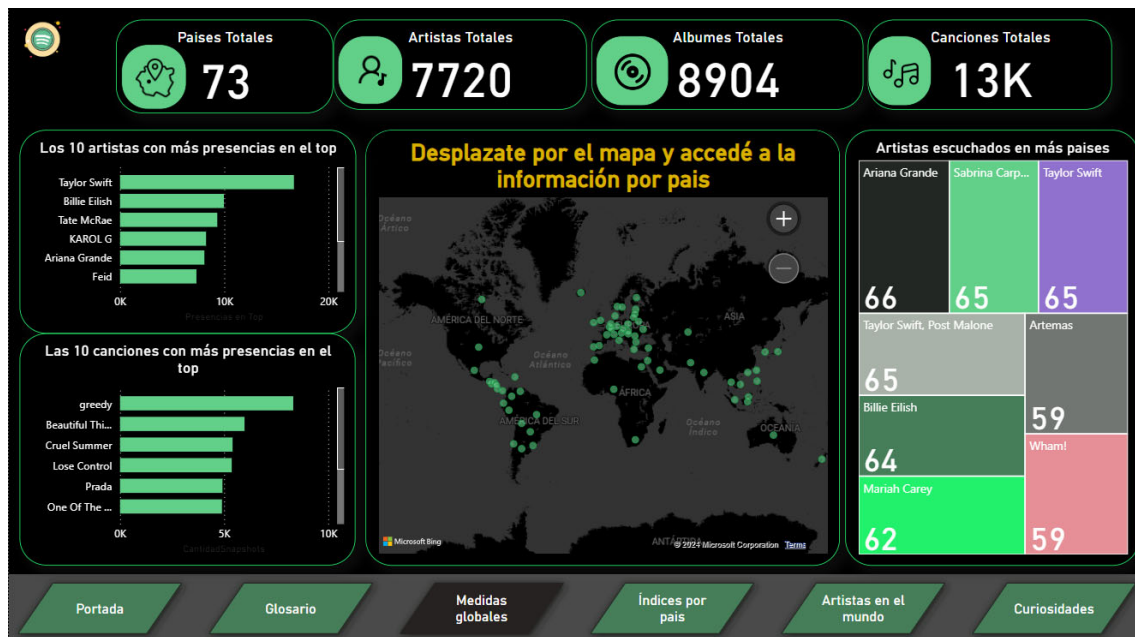 Paises Totales
73
Artistas Totales
7720
Albumes Totales
8904
Canciones Totales
13K
Los 10 artistas con más presencias en el top
Taylor Swift
Billie Eilish
Tate McRae
KAROL G
Ariana Grande
Feid
0K
10K
20K
Presencias en Top
Las 10 canciones con más presencias en el
top
greedy
Beautiful Thi...
Cruel Summer
Lose Control
Prada
One Of The ...
0K
5K
10K
CantidadSnapshots
Desplazate por el mapa y accedé a la
información por pais
Océano
Ártico
AMÉRICA DEL NORTE
ASIA
Océano
Pacífico
Océano
Atlántico
ÁFRICA
AMÉRICA DEL SUR
Océano
Índico
OCEANÍA
Microsoft Bing
© 2024 Microsoft Corporation
Terms
Artistas escuchados en más paises
Ariana Grande
66
Sabrina Carp...
65
Taylor Swift
65
Taylor Swift, Post Malone
65
Artemas
59
Billie Eilish
64
Wham!
59
Mariah Carey
62
Portada
Glosario
Medidas
globales
Índices por
pais
Artistas en el
mundo
Curiosidades